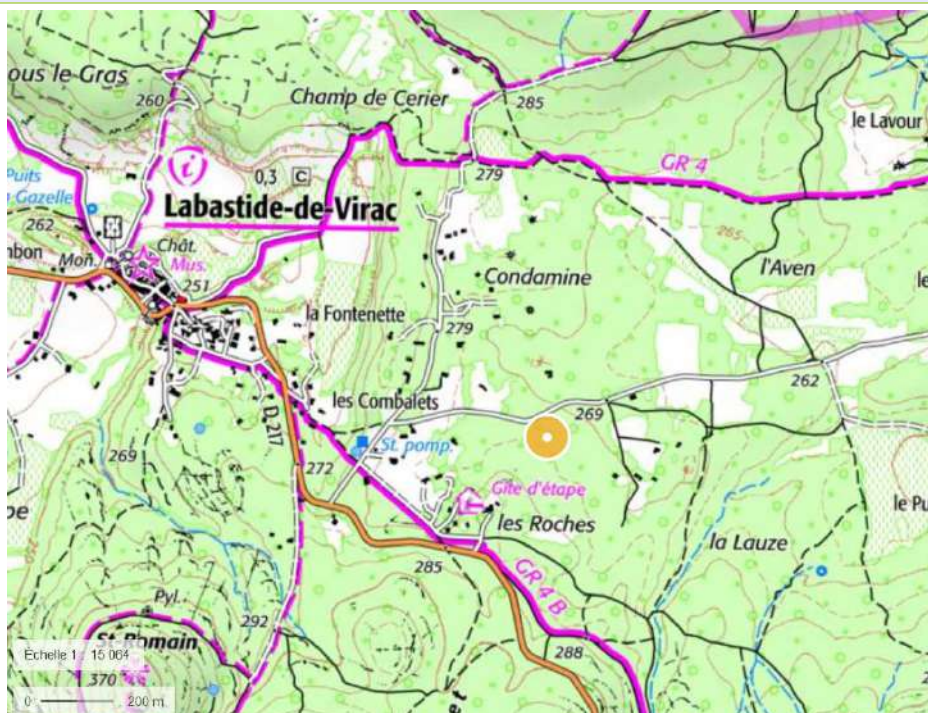 ous le Gras
260
Champ de Cerier
285
le Lavour
279
GR 4
0,3 C
Puits
Gazelle
Labastide-de-Virac
262
265
Chât.
Mus.
Moñ.
251
Condamine
l'Aven
la Fontenette
279
les Combalets
262
269
D 217
St. pomp.
269
272
Gîte d'étape
les Roches
le Pu
la Lauze
285
GR 4 B
Pyl.
292
St-Romain
288
Échelle 1 : 15 064
370
0 200 m